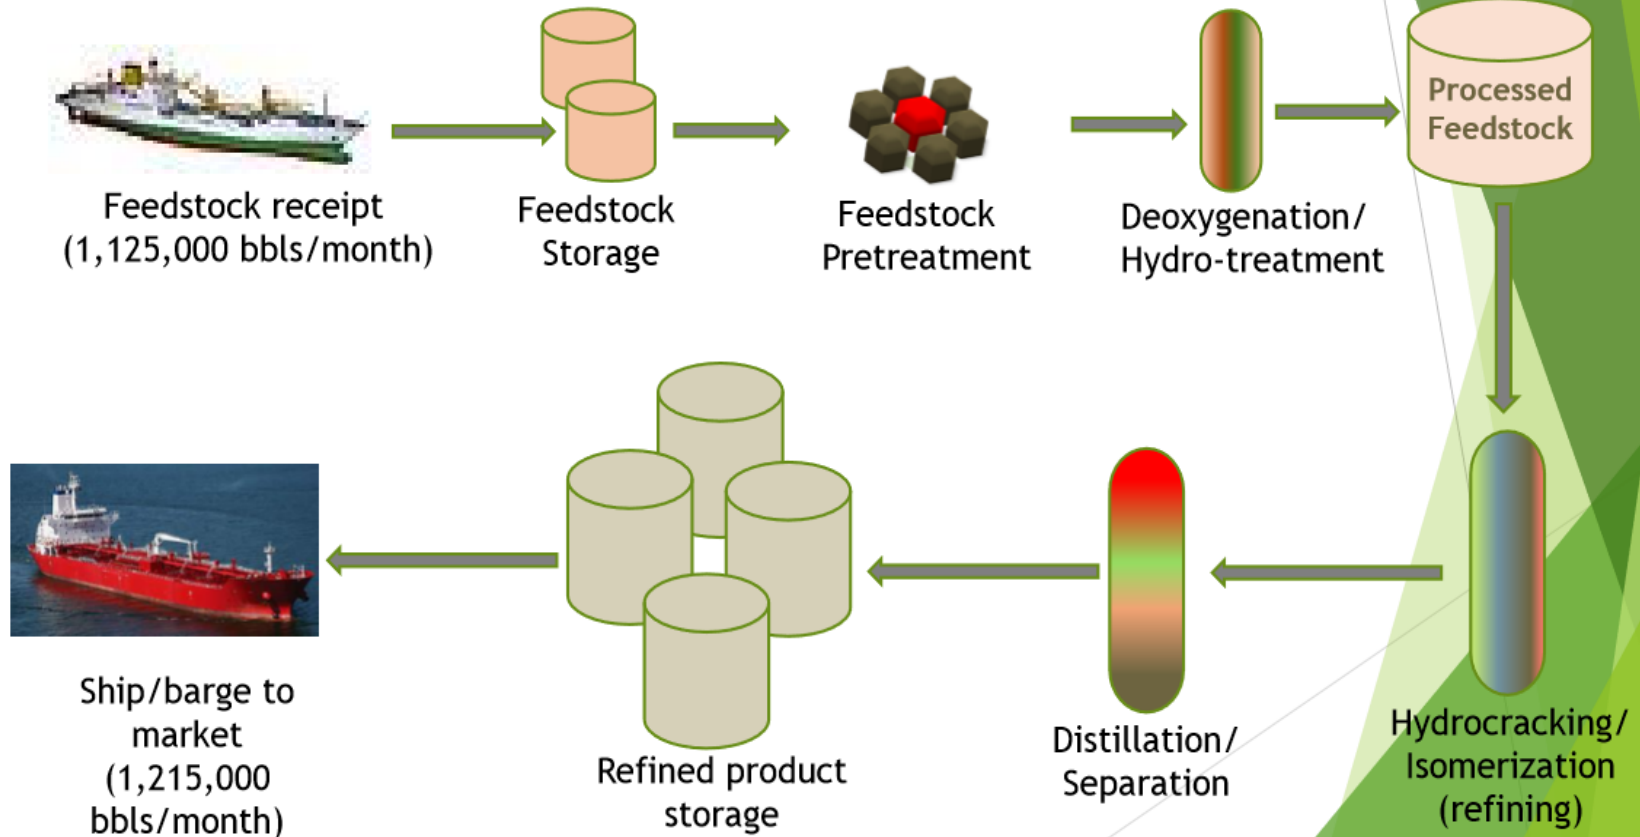 Processed
Feedstock
Feedstock receipt
(1,125,000 bbls/month)
Feedstock
Storage
Feedstock
Pretreatment
Deoxygenation/
Hydro-treatment
Ship/barge to
market
(1,215,000
bbls/month)
Refined product
storage
Distillation/
Separation
Hydrocracking/
Isomerization
(refining)